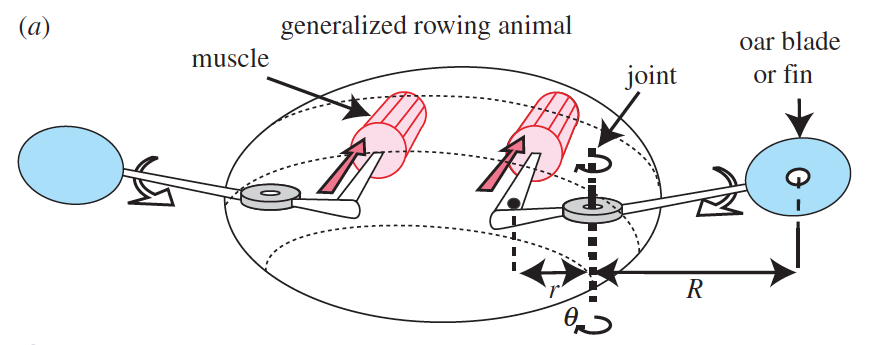 (a)
generalized rowing animal
muscle
joint
oar blade
or fin
r
R
θ